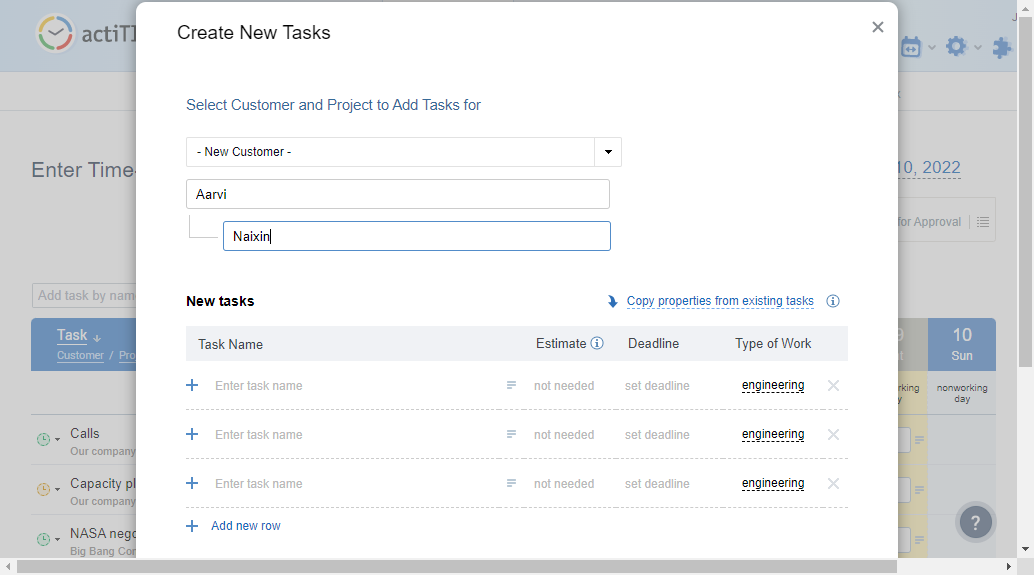 actiTI
Create New Tasks
Select Customer and Project to Add Tasks for
- New Customer -
Aarvi
Naixin
Enter Time-
10, 2022
for Approval
New tasks
Copy properties from existing tasks
Add task by nam
Task
Customer / Pro
Task Name
Estimate
Deadline
Type of Work
9
10
Sun
Enter task name
not needed
set deadline
engineering
nonworking
day
Enter task name
not needed
set deadline
engineering
Enter task name
not needed
set deadline
engineering
Add new row
Calls
Our company
Capacity pl
Our company
NASA nego
Big Bang Con
?